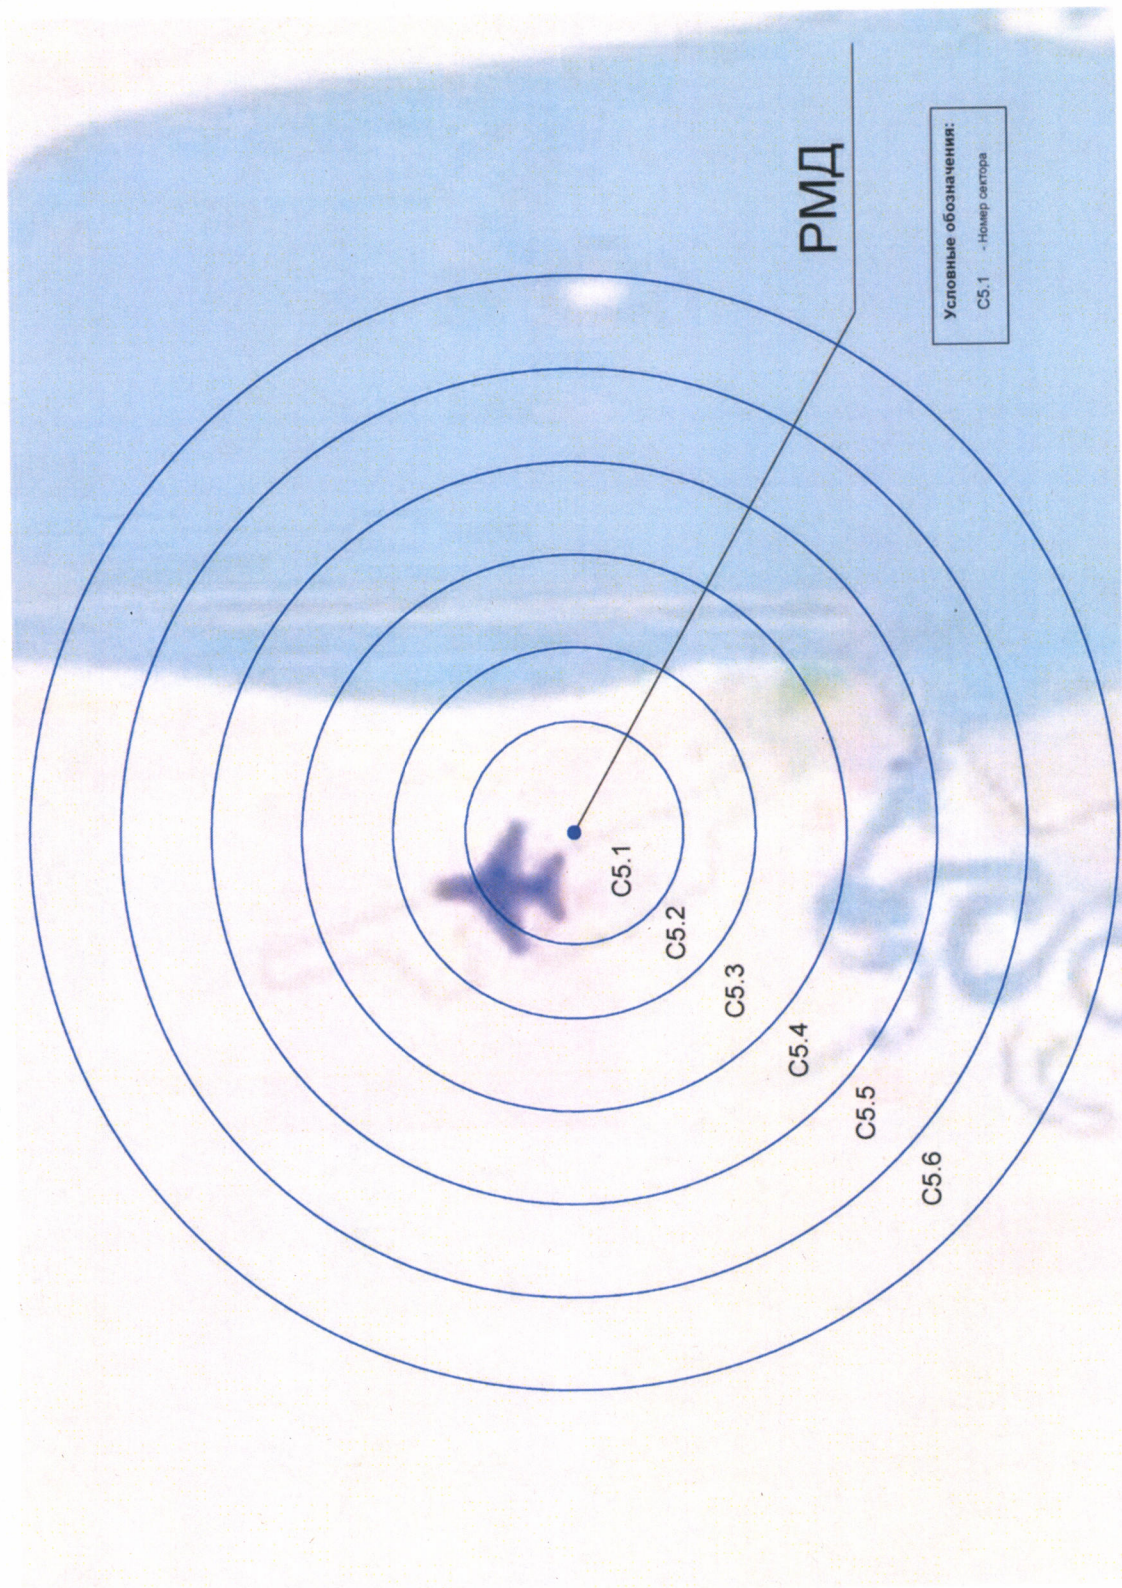 РМД
Условные обозначения:
С5.1 - Номер сектора
С5.1
С5.2
С5.3
С5.4
С5.5
С5.6